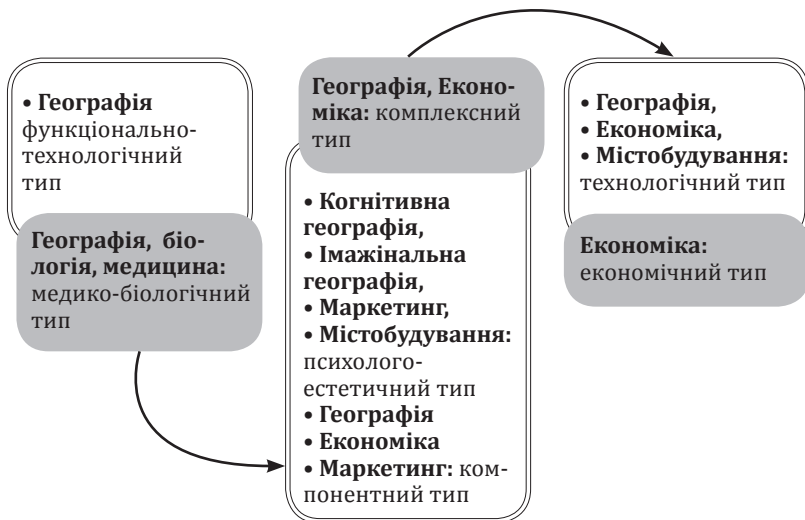 • Географія
функціонально-
технологічний
тип
Географія, біо-
логія, медицина:
медико-біологічний
тип
Географія, Еконо-
міка: комплексний
тип
• Когнітивна
географія,
• Імажінальна
географія,
• Маркетинг,
• Містобудування:
психолого-
естетичний тип
• Географія
• Економіка
• Маркетинг: ком-
понентний тип
• Географія,
• Економіка,
• Містобудування:
технологічний тип
Економіка:
економічний тип